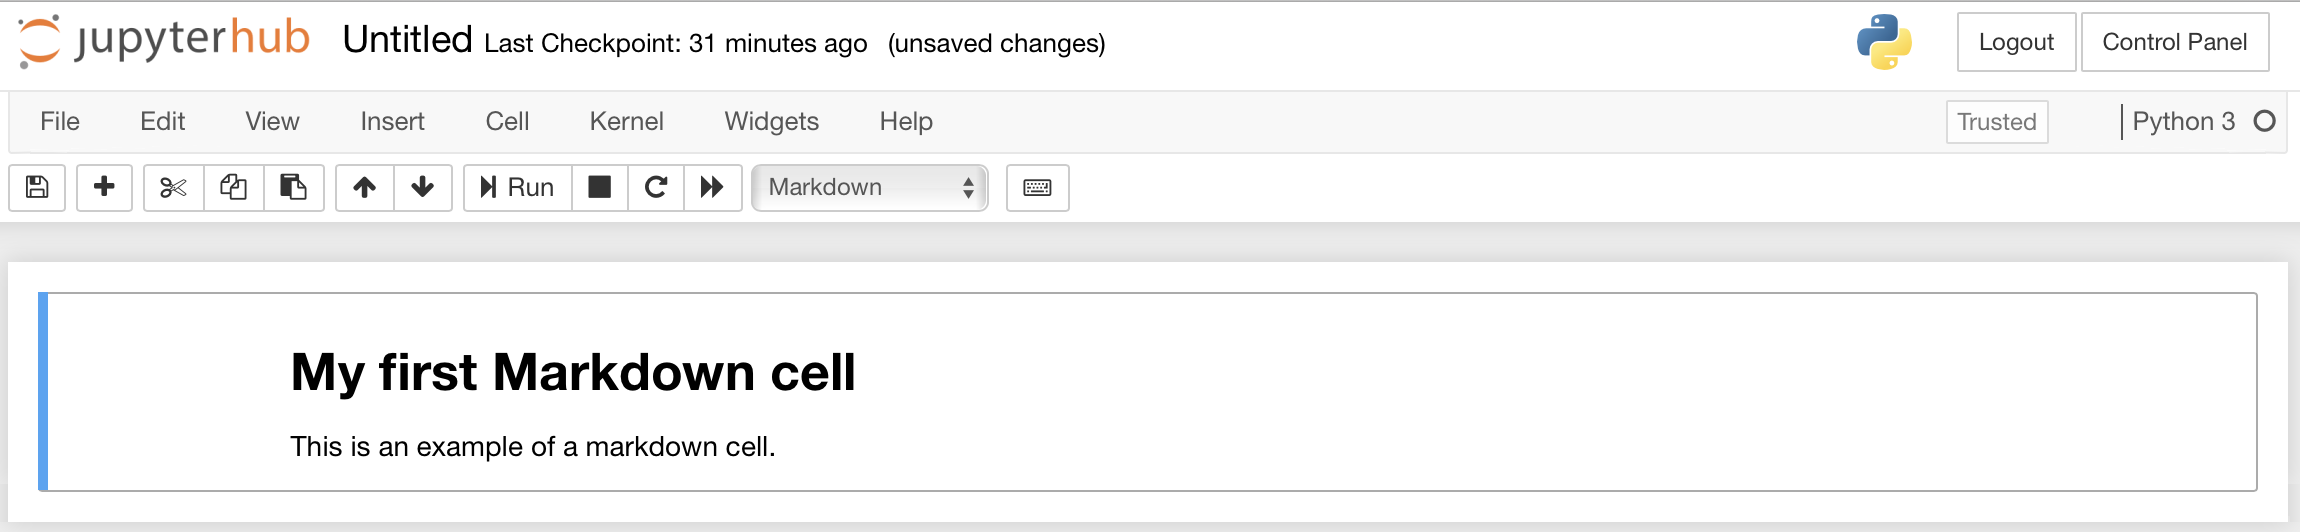 jupyterhub Untitled Last Checkpoint: 31 minutes ago (unsaved changes) Logout Control Panel
File Edit View Insert Cell Kernel Widgets Help Trusted Python 3
Run Markdown
My first Markdown cell
This is an example of a markdown cell.